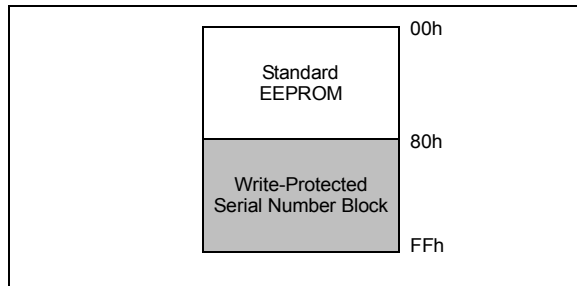 00h
Standard
EEPROM
80h
Write-Protected
Serial Number Block
FFh